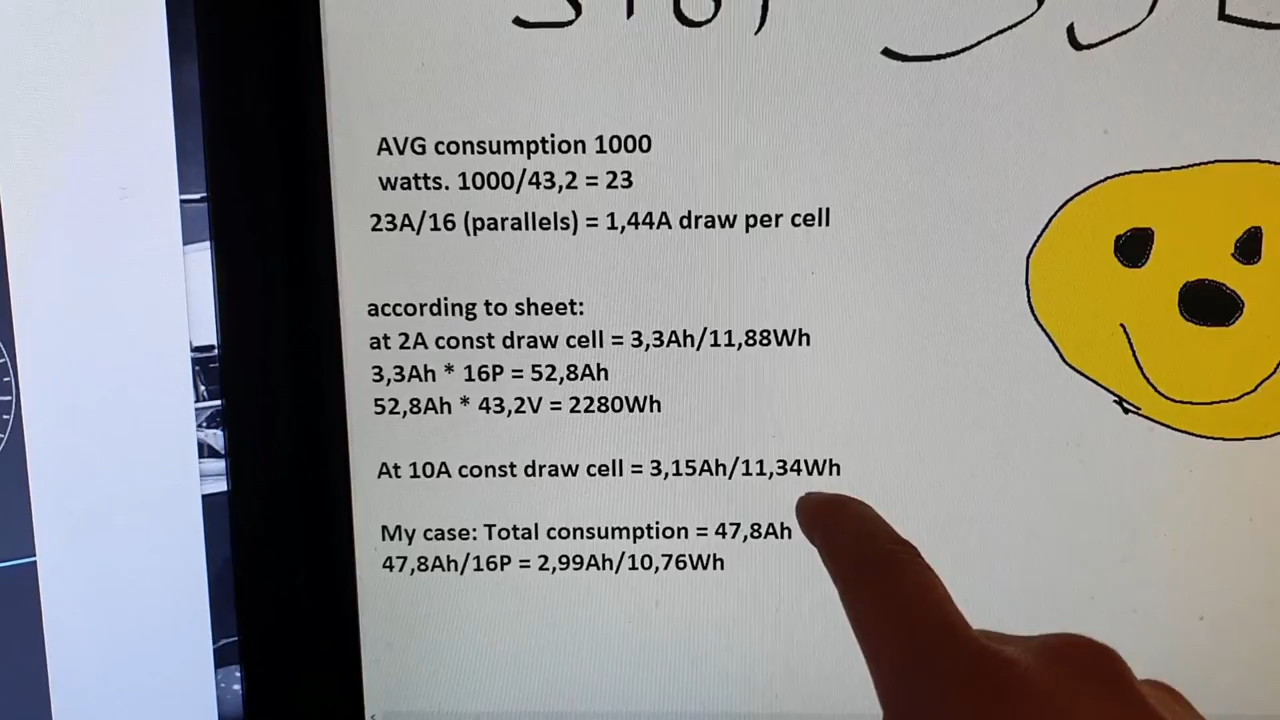 AVG consumption 1000
watts. 1000/43,2 = 23
23A/16 (parallels) = 1,44A draw per cell
according to sheet:
at 2A const draw cell = 3,3Ah/11,88Wh
3,3Ah * 16P = 52,8Ah
52,8Ah * 43,2V = 2280Wh
At 10A const draw cell = 3,15Ah/11,34Wh
My case: Total consumption = 47,8Ah
47,8Ah/16P = 2,99Ah/10,76Wh